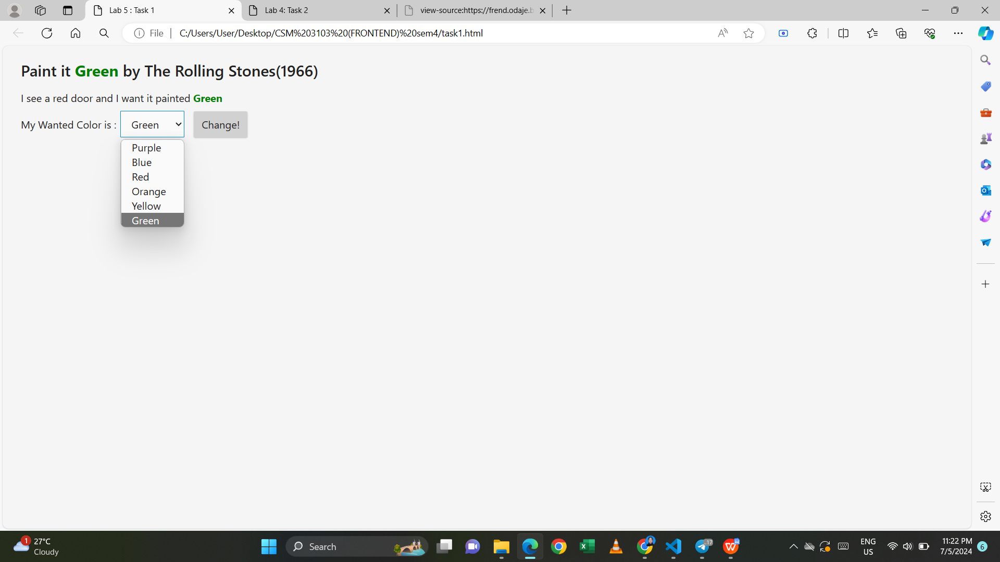 Lab 5 : Task 1
Lab 4: Task 2
view-source:https://frend.odaje.b
File
C:/Users/User/Desktop/CSM%203103%20(FRONTEND)%20sem4/task1.html
Paint it Green by The Rolling Stones(1966)
I see a red door and I want it painted Green
My Wanted Color is : Green Change!
Purple
Blue
Red
Orange
Yellow
Green
1 27°C
Cloudy
Search
..17
ENG
US
11:22 PM
7/5/2024
6